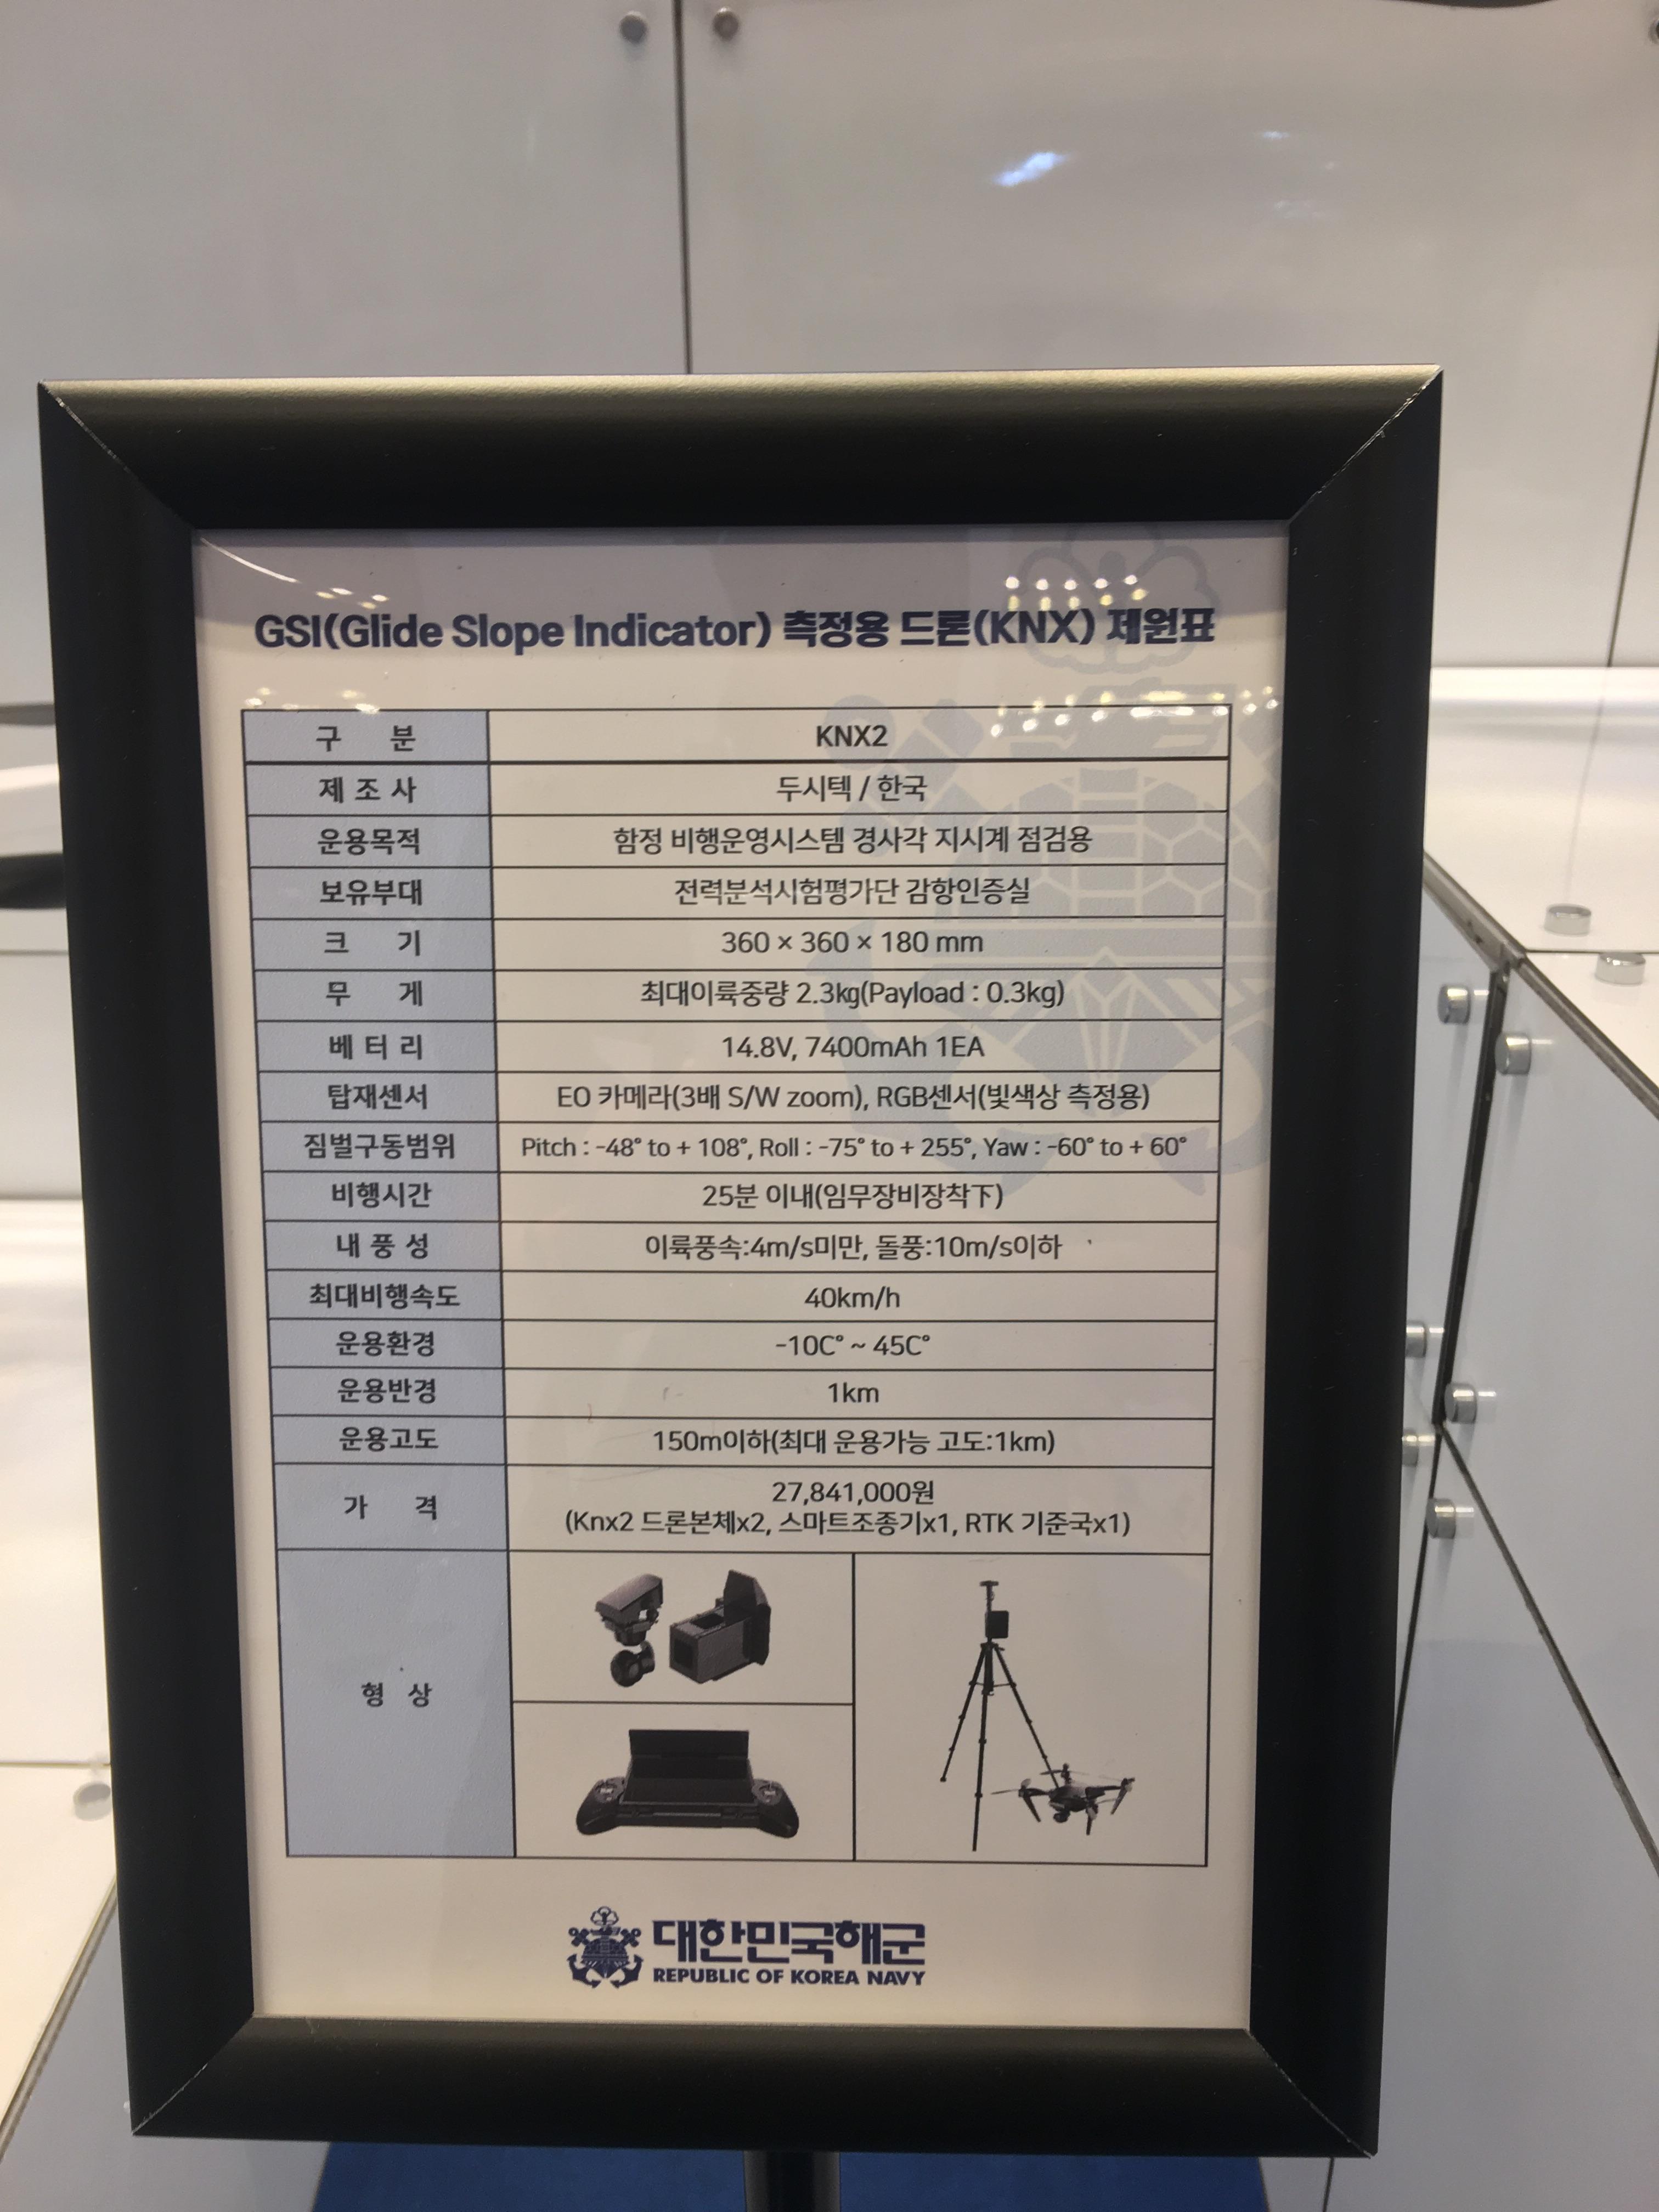 GSI(Glide Slope Indicator) 측정용 드론(KNX) 제원표
구 분 KNX2
제 조 사 두시텍 / 한국
운용목적 함정 비행운영시스템 경사각 지시계 점검용
보유부대 전력분석시험평가단 감항인증실
크 기 360 × 360 × 180 mm
무 게 최대이륙중량 2.3kg(Payload : 0.3kg)
베 터 리 14.8V, 7400mAh 1EA
탑재센서 EO 카메라(3배 S/W zoom), RGB센서(빛색상 측정용)
짐벌구동범위 Pitch : -48° to + 108°, Roll : -75° to + 255°, Yaw : -60° to + 60°
비행시간 25분 이내(임무장비장착下)
내 풍 성 이륙풍속:4m/s미만, 돌풍:10m/s이하
최대비행속도 40km/h
운용환경 -10C° ~ 45C°
운용반경 1km
운용고도 150m이하(최대 운용가능 고도:1km)
가 격 27,841,000원
(Knx2 드론본체x2, 스마트조종기x1, RTK 기준국x1)
형 상
대한민국해군
REPUBLIC OF KOREA NAVY